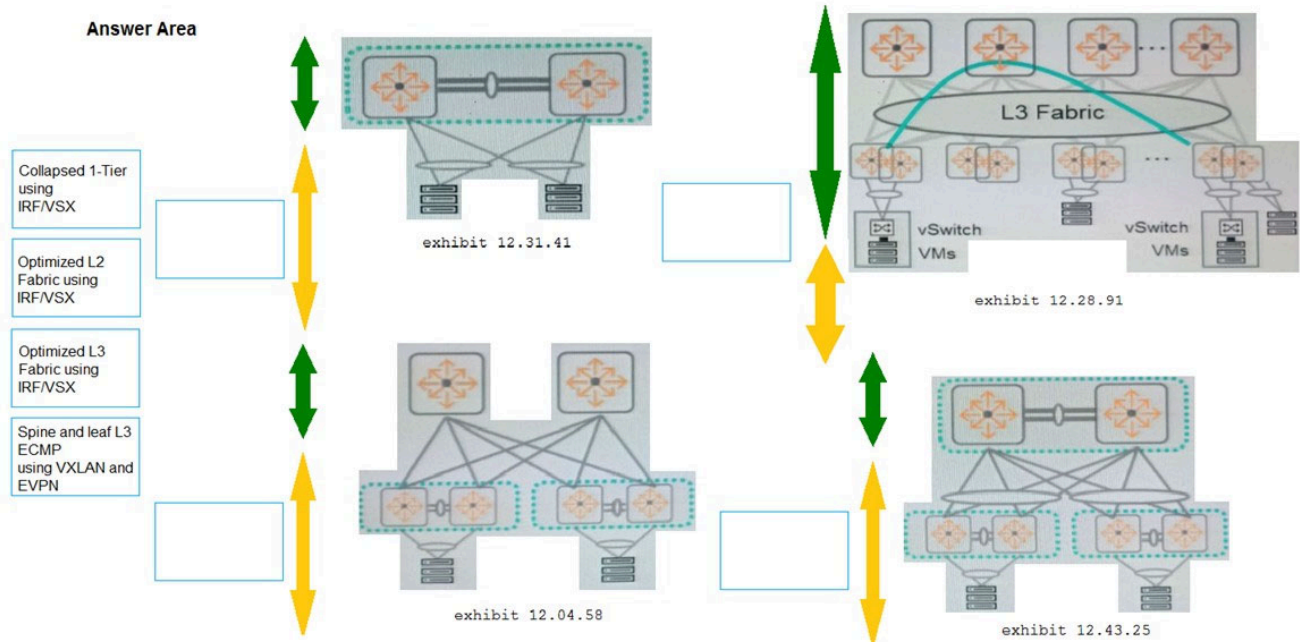 Answer Area
Collapsed 1-Tier
using
IRF/VSX
Optimized L2
Fabric using
IRF/VSX
Optimized L3
Fabric using
IRF/VSX
Spine and leaf L3
ECMP
using VXLAN and
EVPN
exhibit 12.31.41
L3 Fabric
vSwitch
VMs
vSwitch
VMs
exhibit 12.28.91
exhibit 12.04.58
exhibit 12.43.25